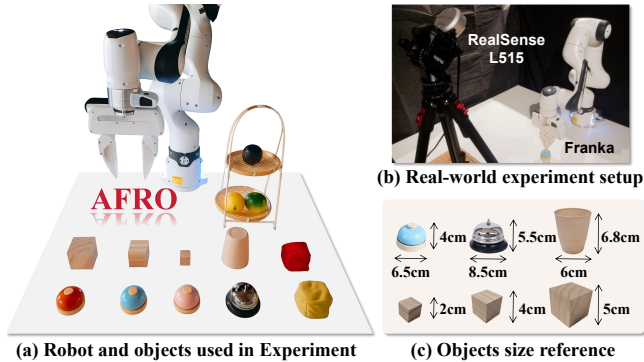 AFRO
(a) Robot and objects used in Experiment
RealSense
L515
Franka
(b) Real-world experiment setup
4cm
5.5cm
6.8cm
6.5cm
8.5cm
6cm
2cm
4cm
5cm
(c) Objects size reference